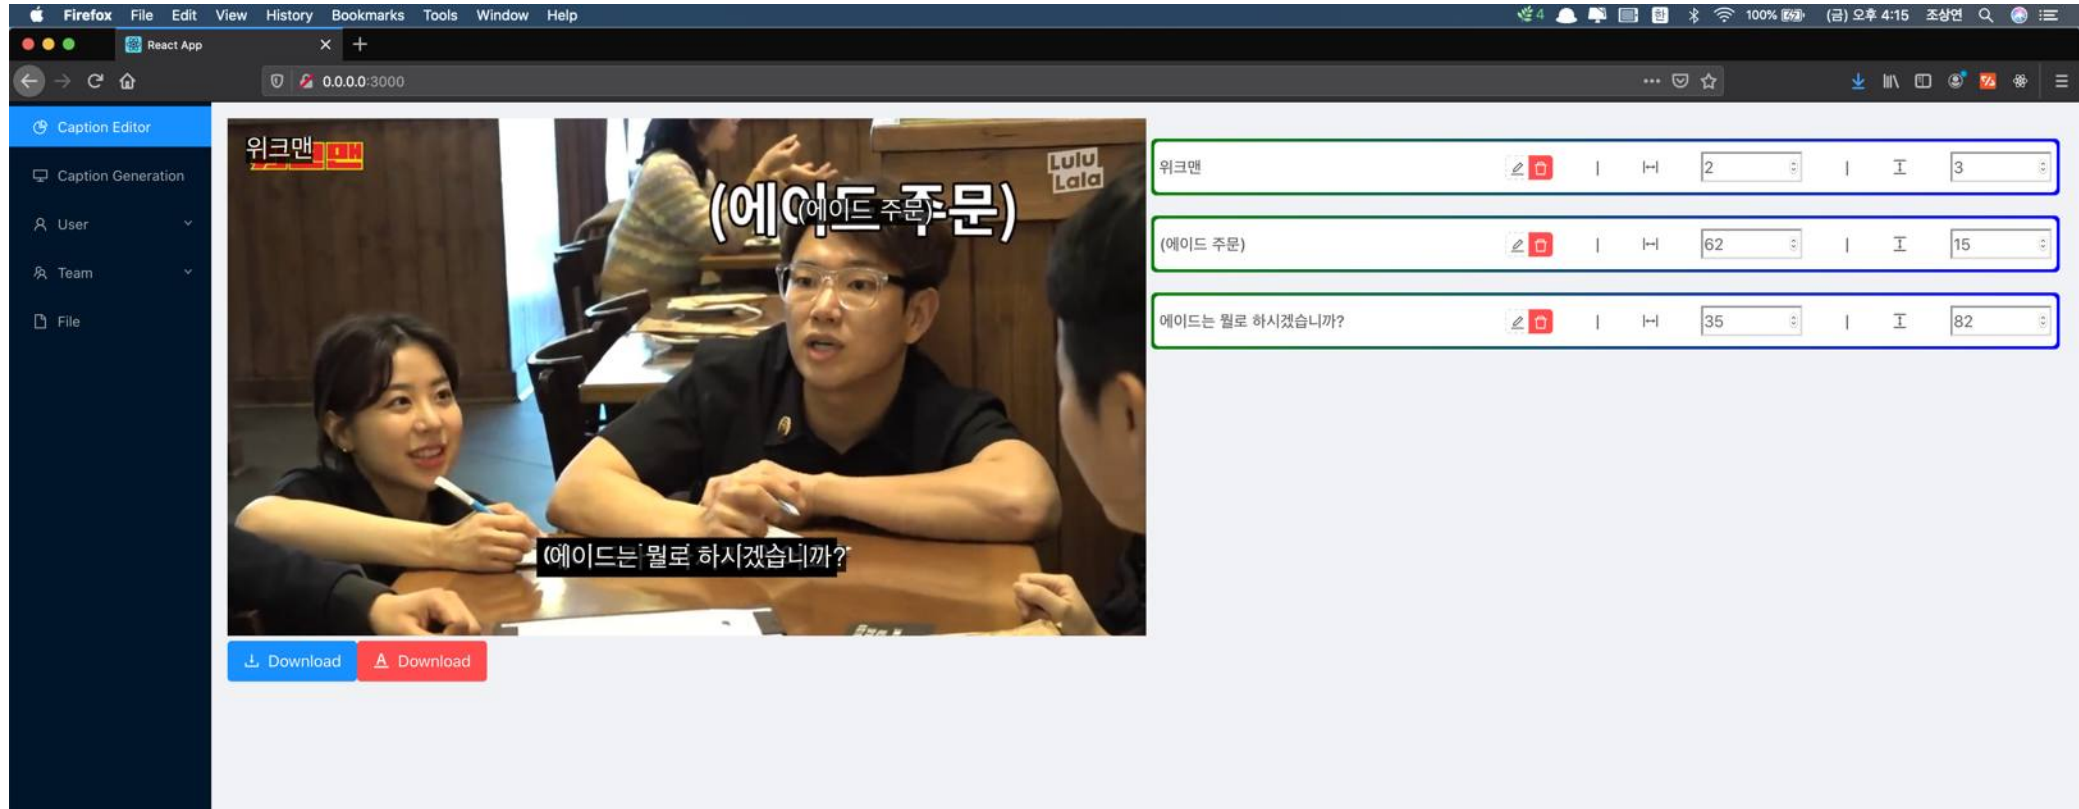 Firefox File Edit View History Bookmarks Tools Window Help
4 한 100% (금) 오후 4:15 조상연
React App
0.0.0.0:3000
Caption Editor
Caption Generation
User
Team
File
위크맨
맨
Lulu
Lala
(에이드 주문)
(에이드 주문)
(에이드는 뭘로 하시겠습니까?
Download A Download
위크맨 | 2 | 3
(에이드 주문) | 62 | 15
에이드는 뭘로 하시겠습니까? | 35 | 82